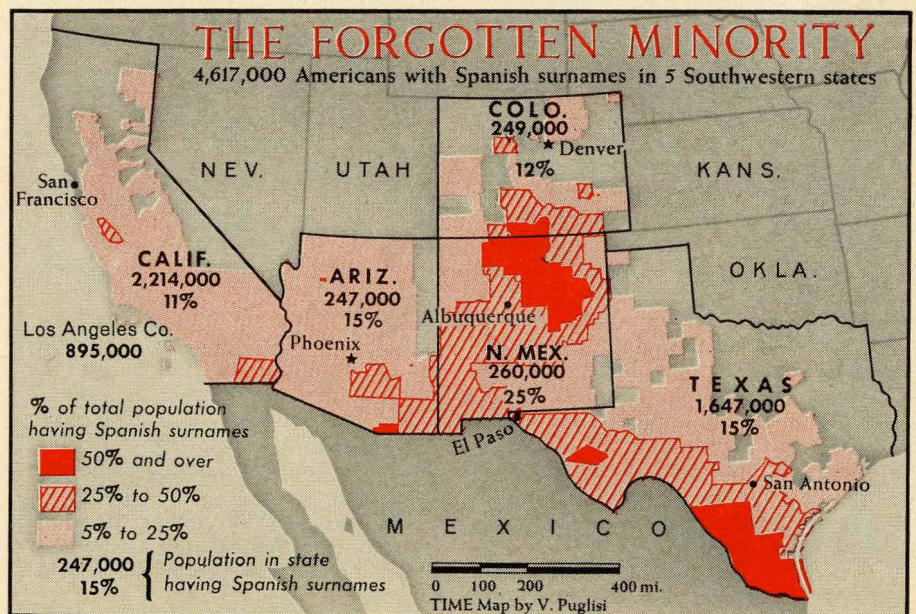 THE FORGOTTEN MINORITY
4,617,000 Americans with Spanish surnames in 5 Southwestern states
COLO.
249,000
Denver
12%
NEV.
UTAH
KANS.
San
Francisco
CALIF.
2,214,000
11%
ARIZ.
247,000
15%
OKLA.
Los Angeles Co.
895,000
Phoenix
Albuquerque
N. MEX.
260,000
25%
TEXAS
1,647,000
15%
El Paso
San Antonio
% of total population
having Spanish surnames
50% and over
25% to 50%
5% to 25%
MEXICO
247,000
15%
Population in state
having Spanish surnames
0 100 200 400 mi.
TIME Map by V. Puglisi